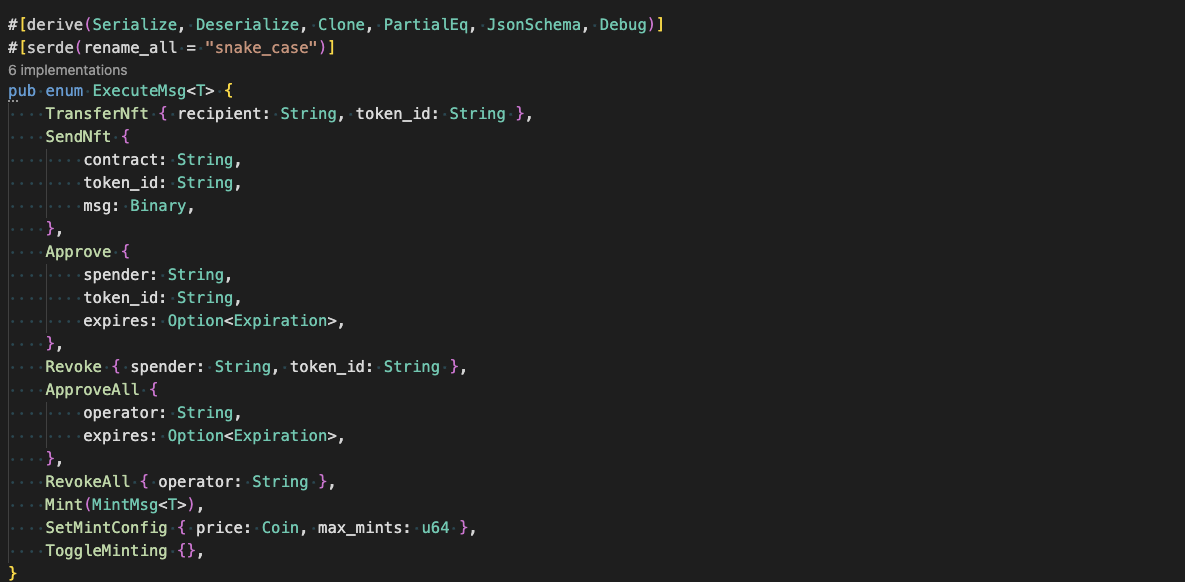 #[derive(Serialize, Deserialize, Clone, PartialEq, JsonSchema, Debug)]
#[serde(rename_all = "snake_case")]
6 implementations
pub enum ExecuteMsg<T> {
    TransferNft { recipient: String, token_id: String },
    SendNft {
        contract: String,
        token_id: String,
        msg: Binary,
    },
    Approve {
        spender: String,
        token_id: String,
        expires: Option<Expiration>,
    },
    Revoke { spender: String, token_id: String },
    ApproveAll {
        operator: String,
        expires: Option<Expiration>,
    },
    RevokeAll { operator: String },
    Mint(MintMsg<T>),
    SetMintConfig { price: Coin, max_mints: u64 },
    ToggleMinting {},
}